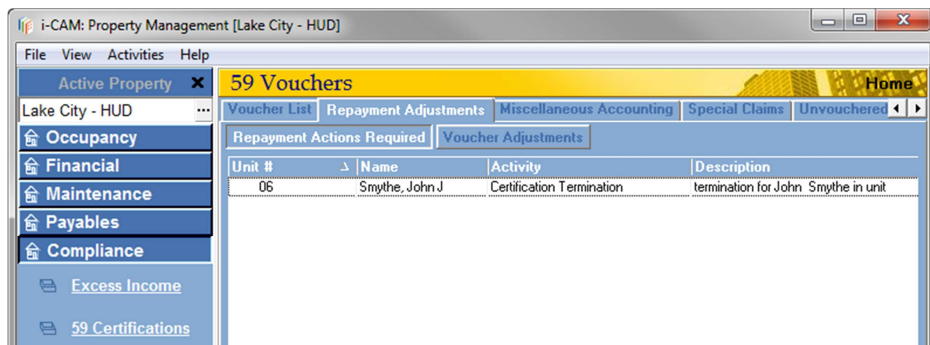 i-CAM: Property Management [Lake City - HUD]
File View Activities Help
Active Property X
59 Vouchers
Home
Lake City - HUD ...
Voucher List Repayment Adjustments Miscellaneous Accounting Special Claims Unvouchered
Occupancy
Repayment Actions Required Voucher Adjustments
Financial
Unit # Name Activity Description
06 Smythe, John J Certification Termination termination for John Smythe in unit
Maintenance
Payables
Compliance
Excess Income
59 Certifications